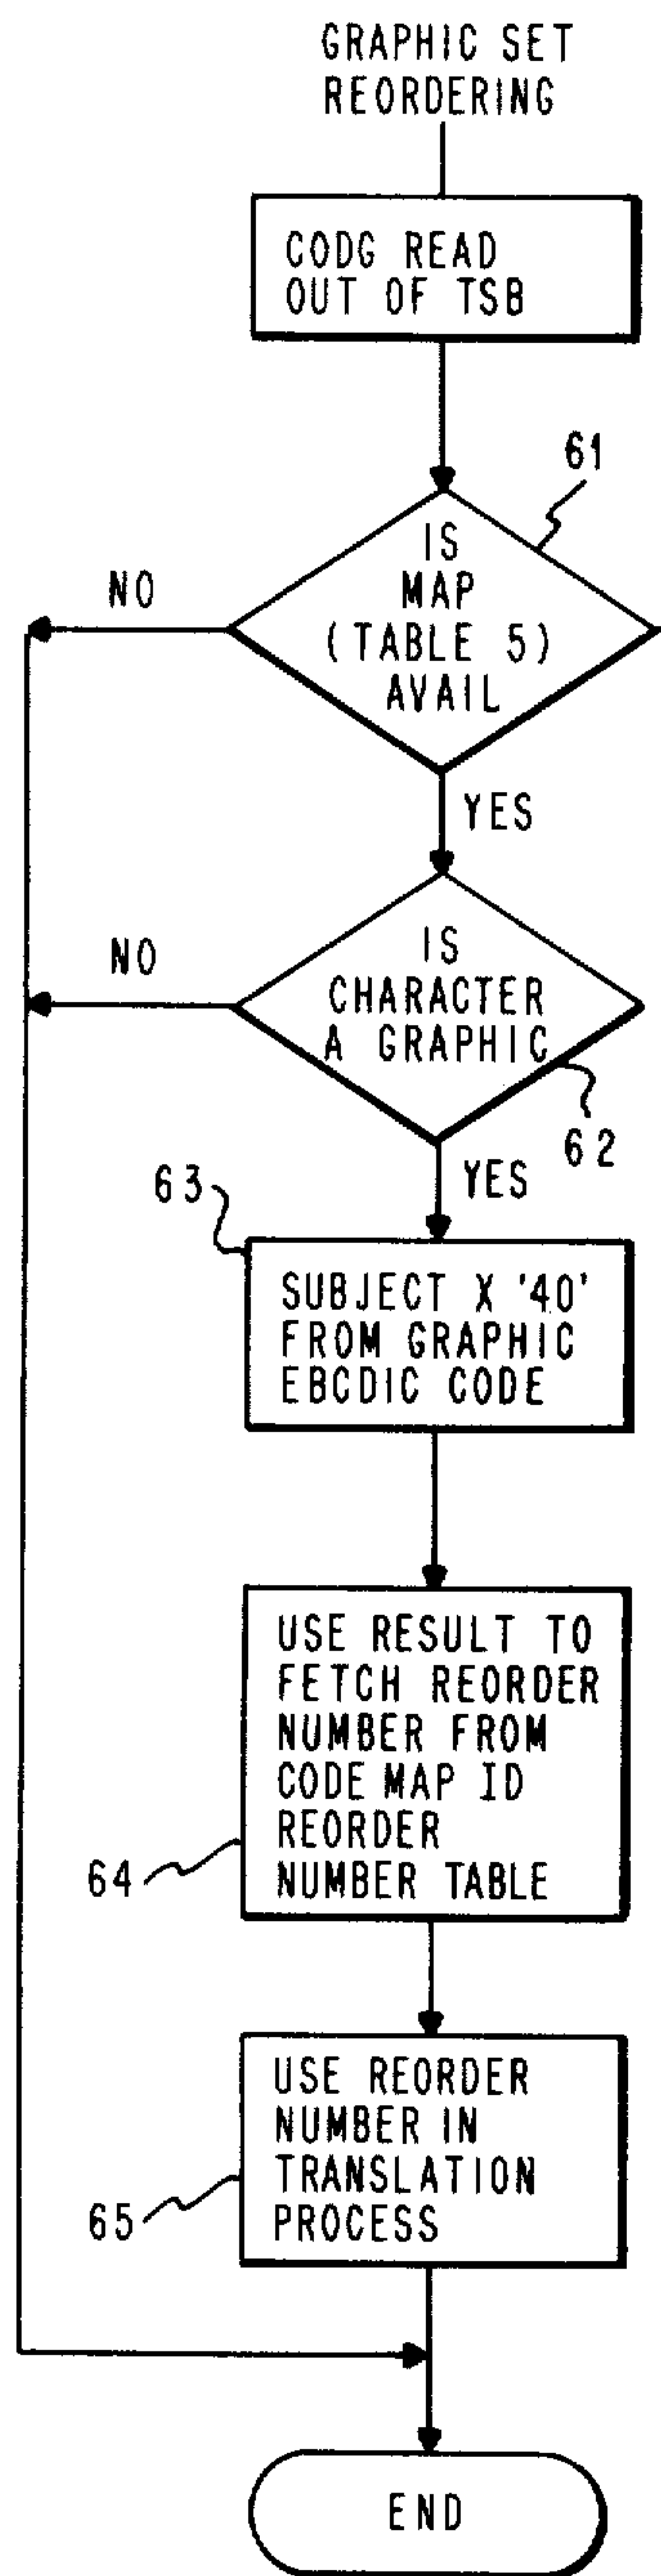 GRAPHIC SET
REORDERING
CODG READ
OUT OF TSB
61
IS
MAP
(TABLE 5)
AVAIL
NO
YES
IS
CHARACTER
A GRAPHIC
NO
62
YES
63
SUBJECT X '40'
FROM GRAPHIC
EBCDIC CODE
USE RESULT TO
FETCH REORDER
NUMBER FROM
CODE MAP ID
REORDER
NUMBER TABLE
64
USE REORDER
NUMBER IN
TRANSLATION
PROCESS
65
END